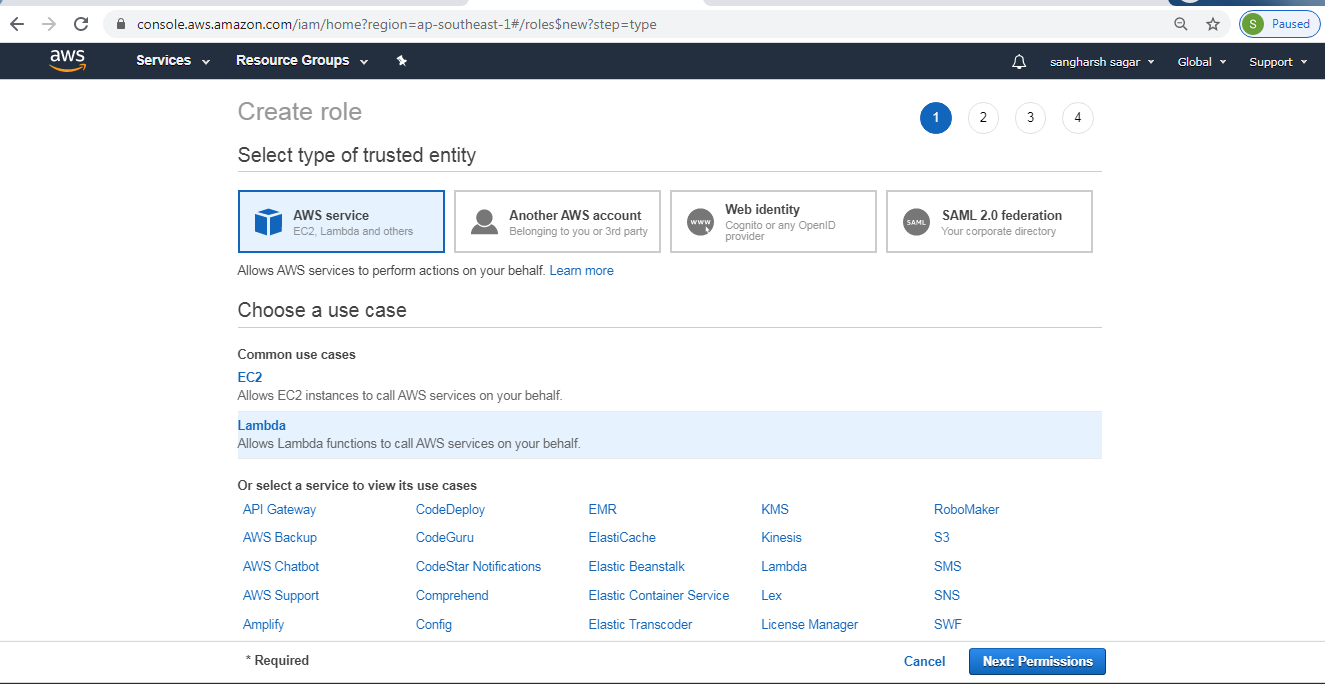 console.aws.amazon.com/iam/home?region=ap-southeast-1#/roles$new?step=type
S Paused
aws Services Resource Groups sangharsh sagar Global Support
Create role
1 2 3 4
Select type of trusted entity
AWS service
EC2, Lambda and others
Another AWS account
Belonging to you or 3rd party
www
Web identity
Cognito or any OpenID
provider
SAML
SAML 2.0 federation
Your corporate directory
Allows AWS services to perform actions on your behalf. Learn more
Choose a use case
Common use cases
EC2
Allows EC2 instances to call AWS services on your behalf.
Lambda
Allows Lambda functions to call AWS services on your behalf.
Or select a service to view its use cases
API Gateway CodeDeploy EMR KMS RoboMaker
AWS Backup CodeGuru ElastiCache Kinesis S3
AWS Chatbot CodeStar Notifications Elastic Beanstalk Lambda SMS
AWS Support Comprehend Elastic Container Service Lex SNS
Amplify Config Elastic Transcoder License Manager SWF
* Required Cancel Next: Permissions